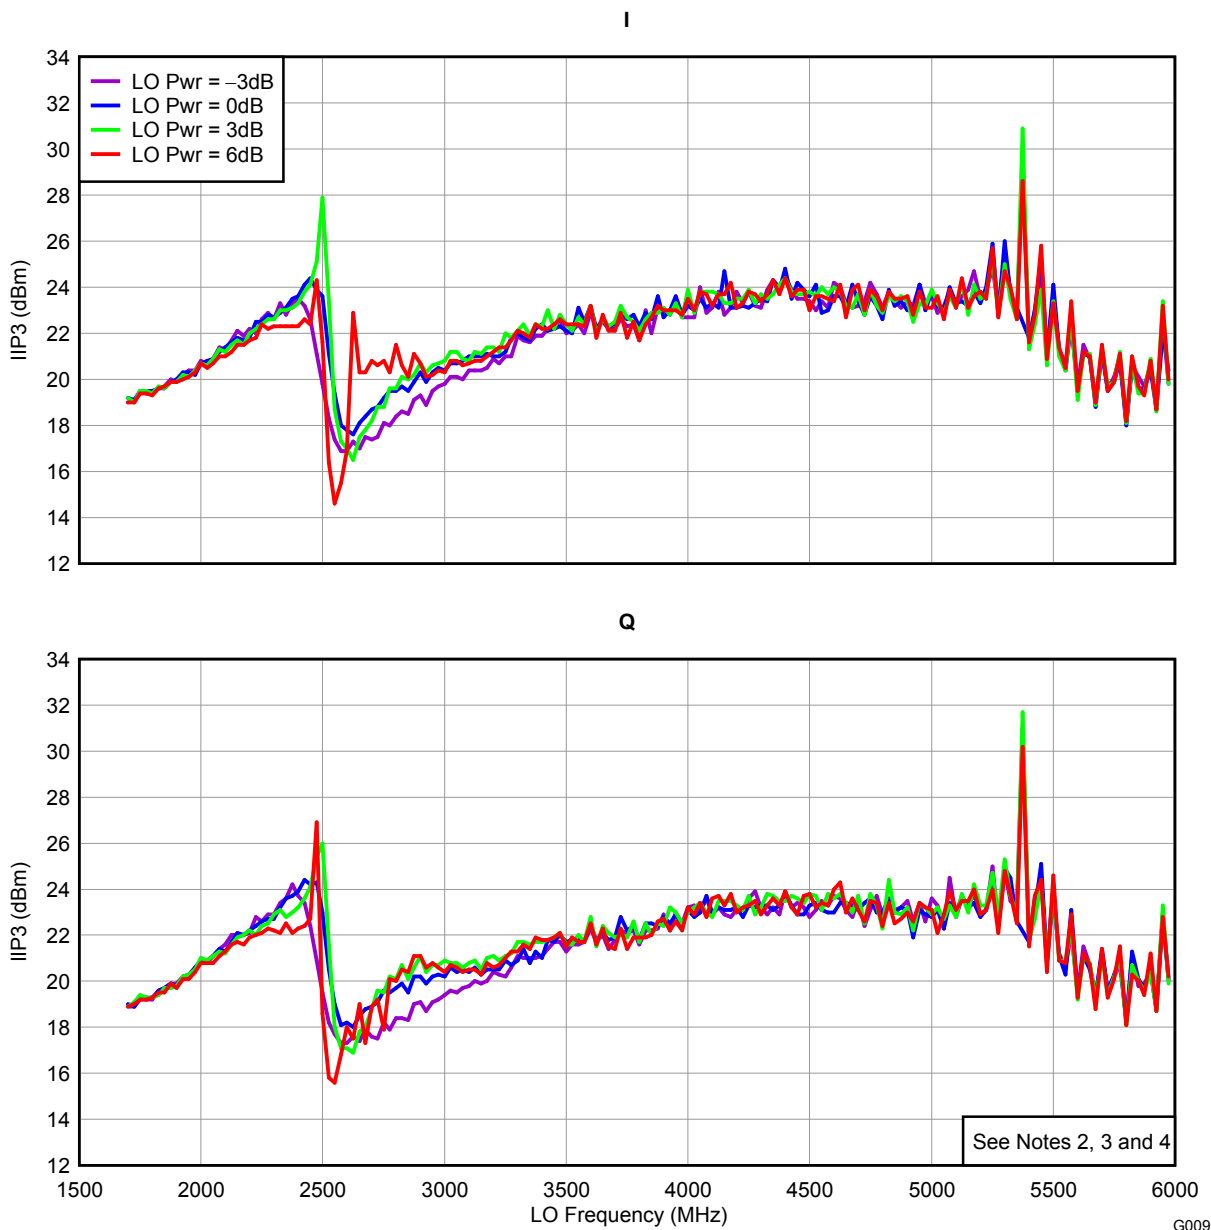 I
34
32
30
28
26
24
22
20
18
16
14
12
IIP3 (dBm)
LO Pwr = –3dB
LO Pwr = 0dB
LO Pwr = 3dB
LO Pwr = 6dB
Q
34
32
30
28
26
24
22
20
18
16
14
12
IIP3 (dBm)
See Notes 2, 3 and 4
1500 2000 2500 3000 3500 4000 4500 5000 5500 6000
LO Frequency (MHz)
G009